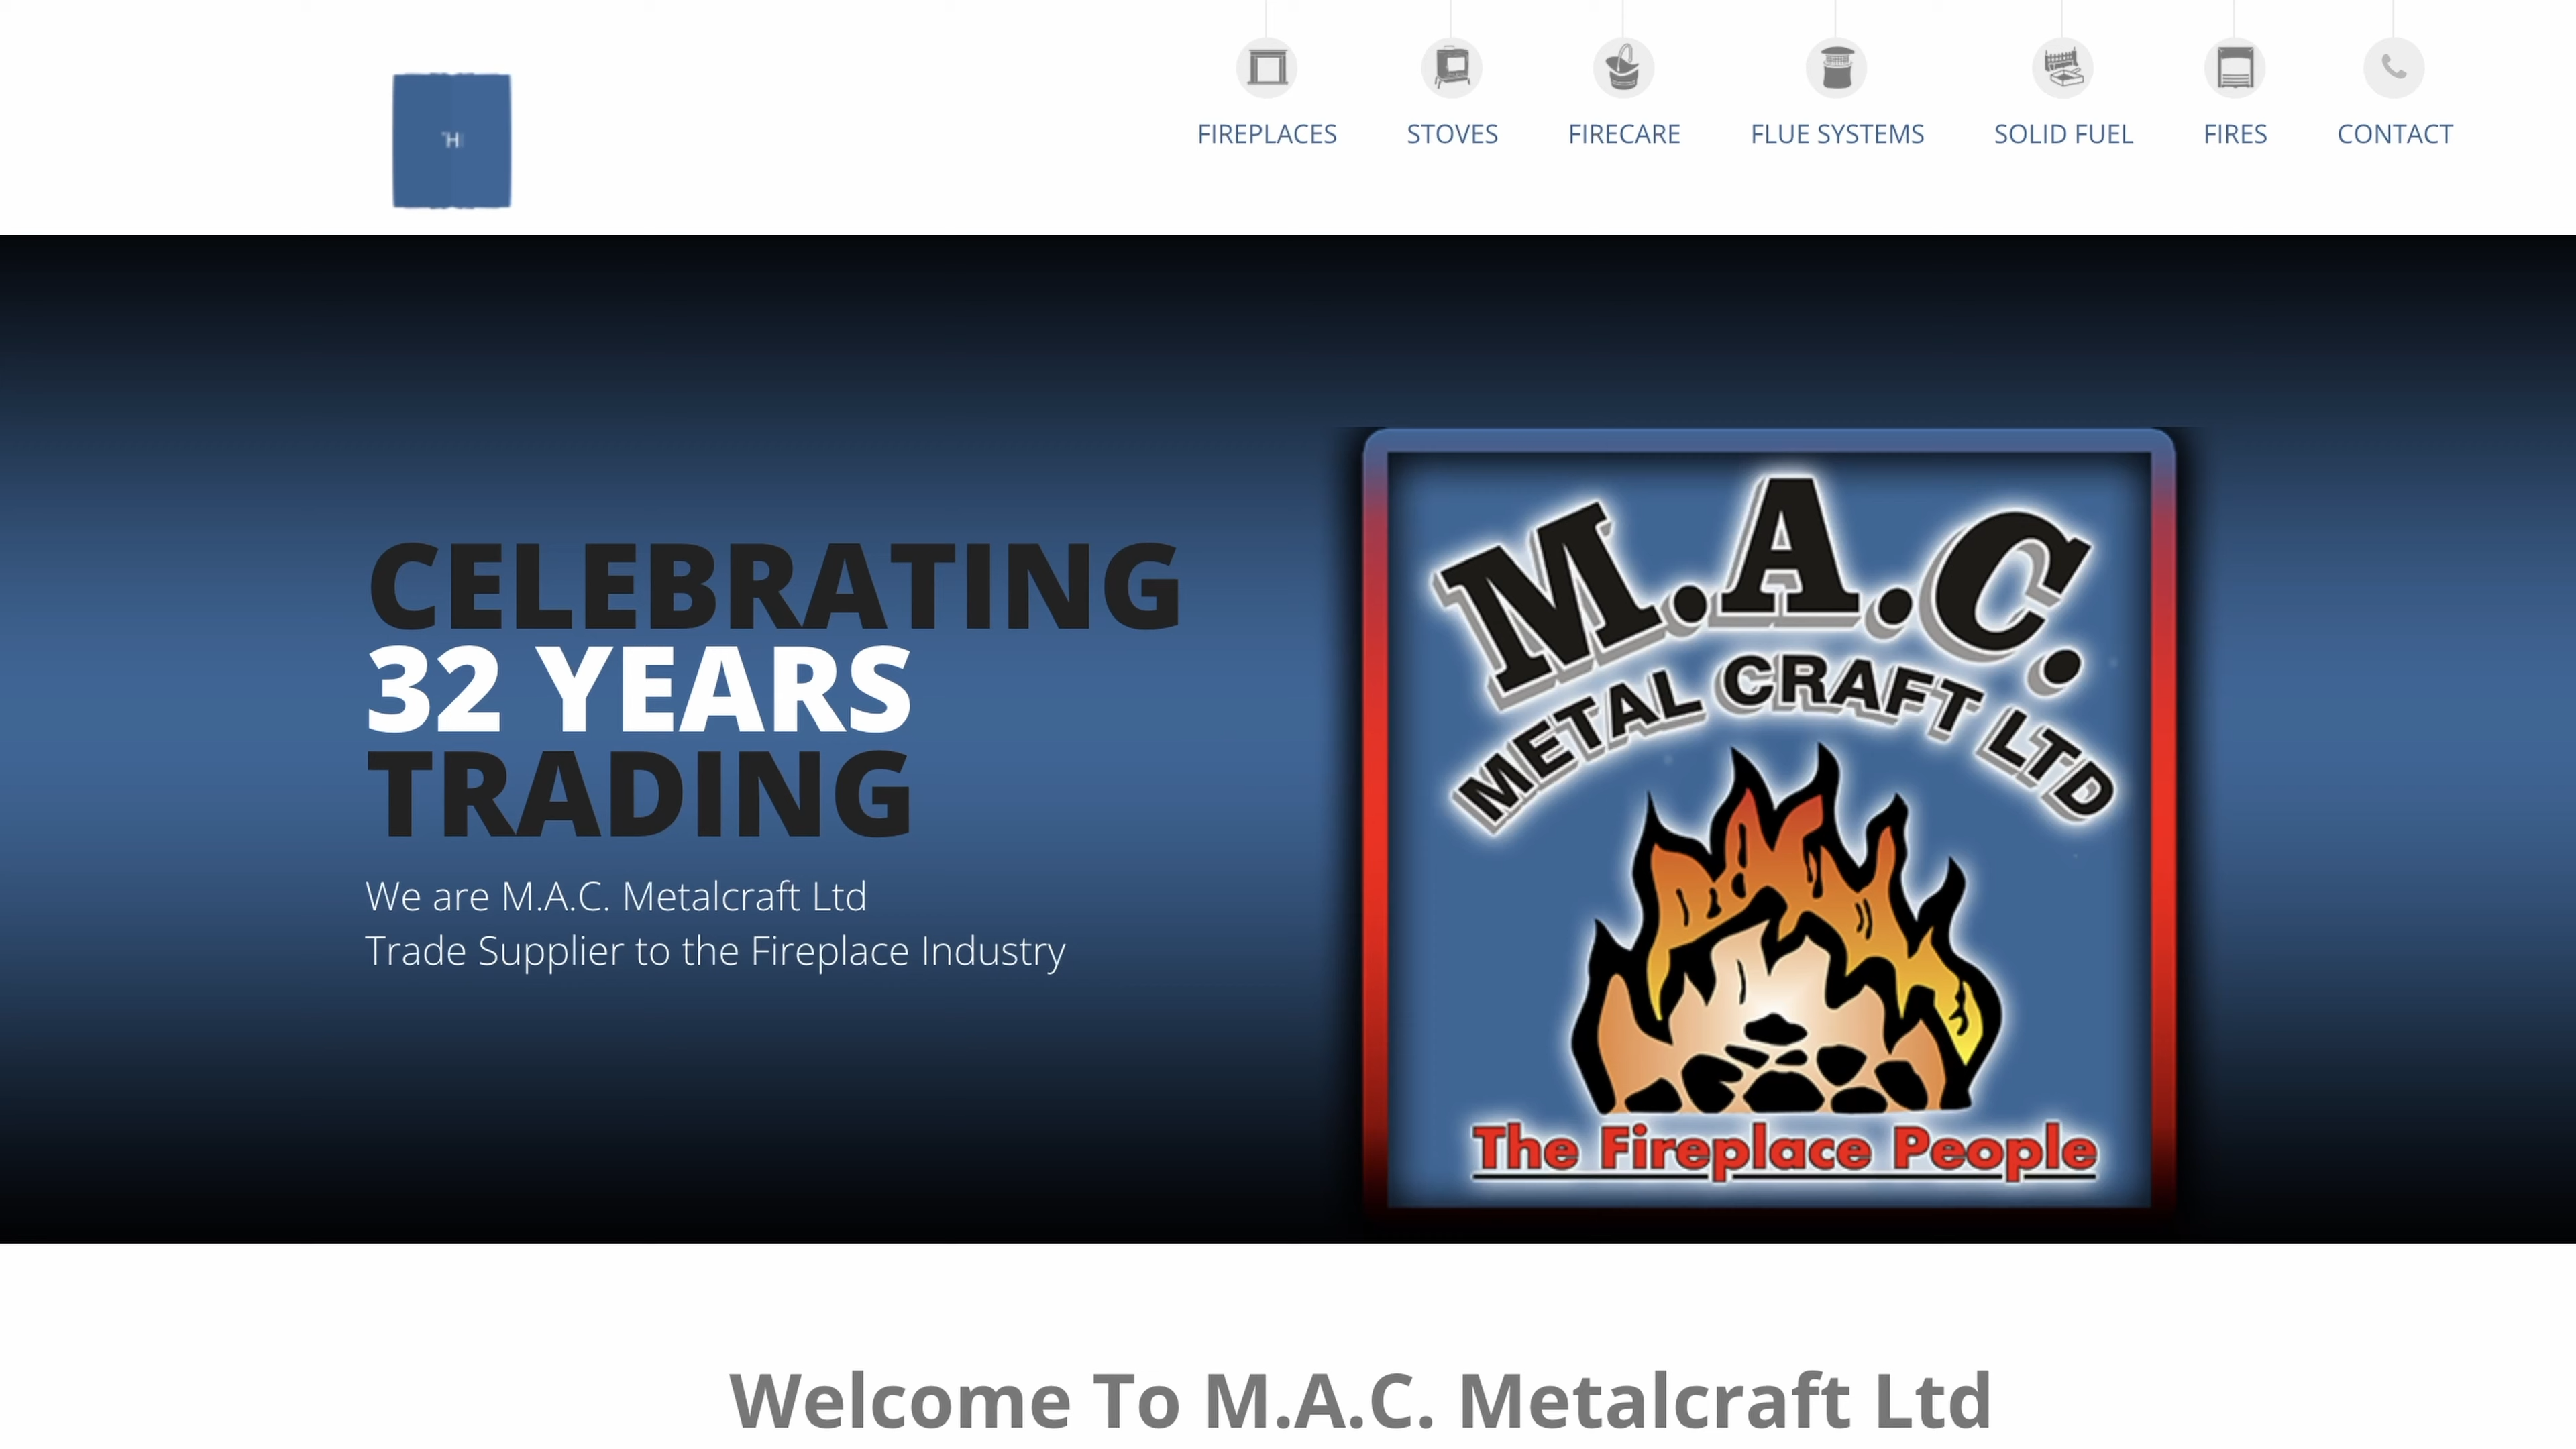 FIREPLACES
STOVES
FIRECARE
FLUE SYSTEMS
SOLID FUEL
FIRES
CONTACT
CELEBRATING
32 YEARS
TRADING
We are M.A.C. Metalcraft Ltd
Trade Supplier to the Fireplace Industry
M.A.C.
METAL CRAFT LTD
The Fireplace People
Welcome To M.A.C. Metalcraft Ltd